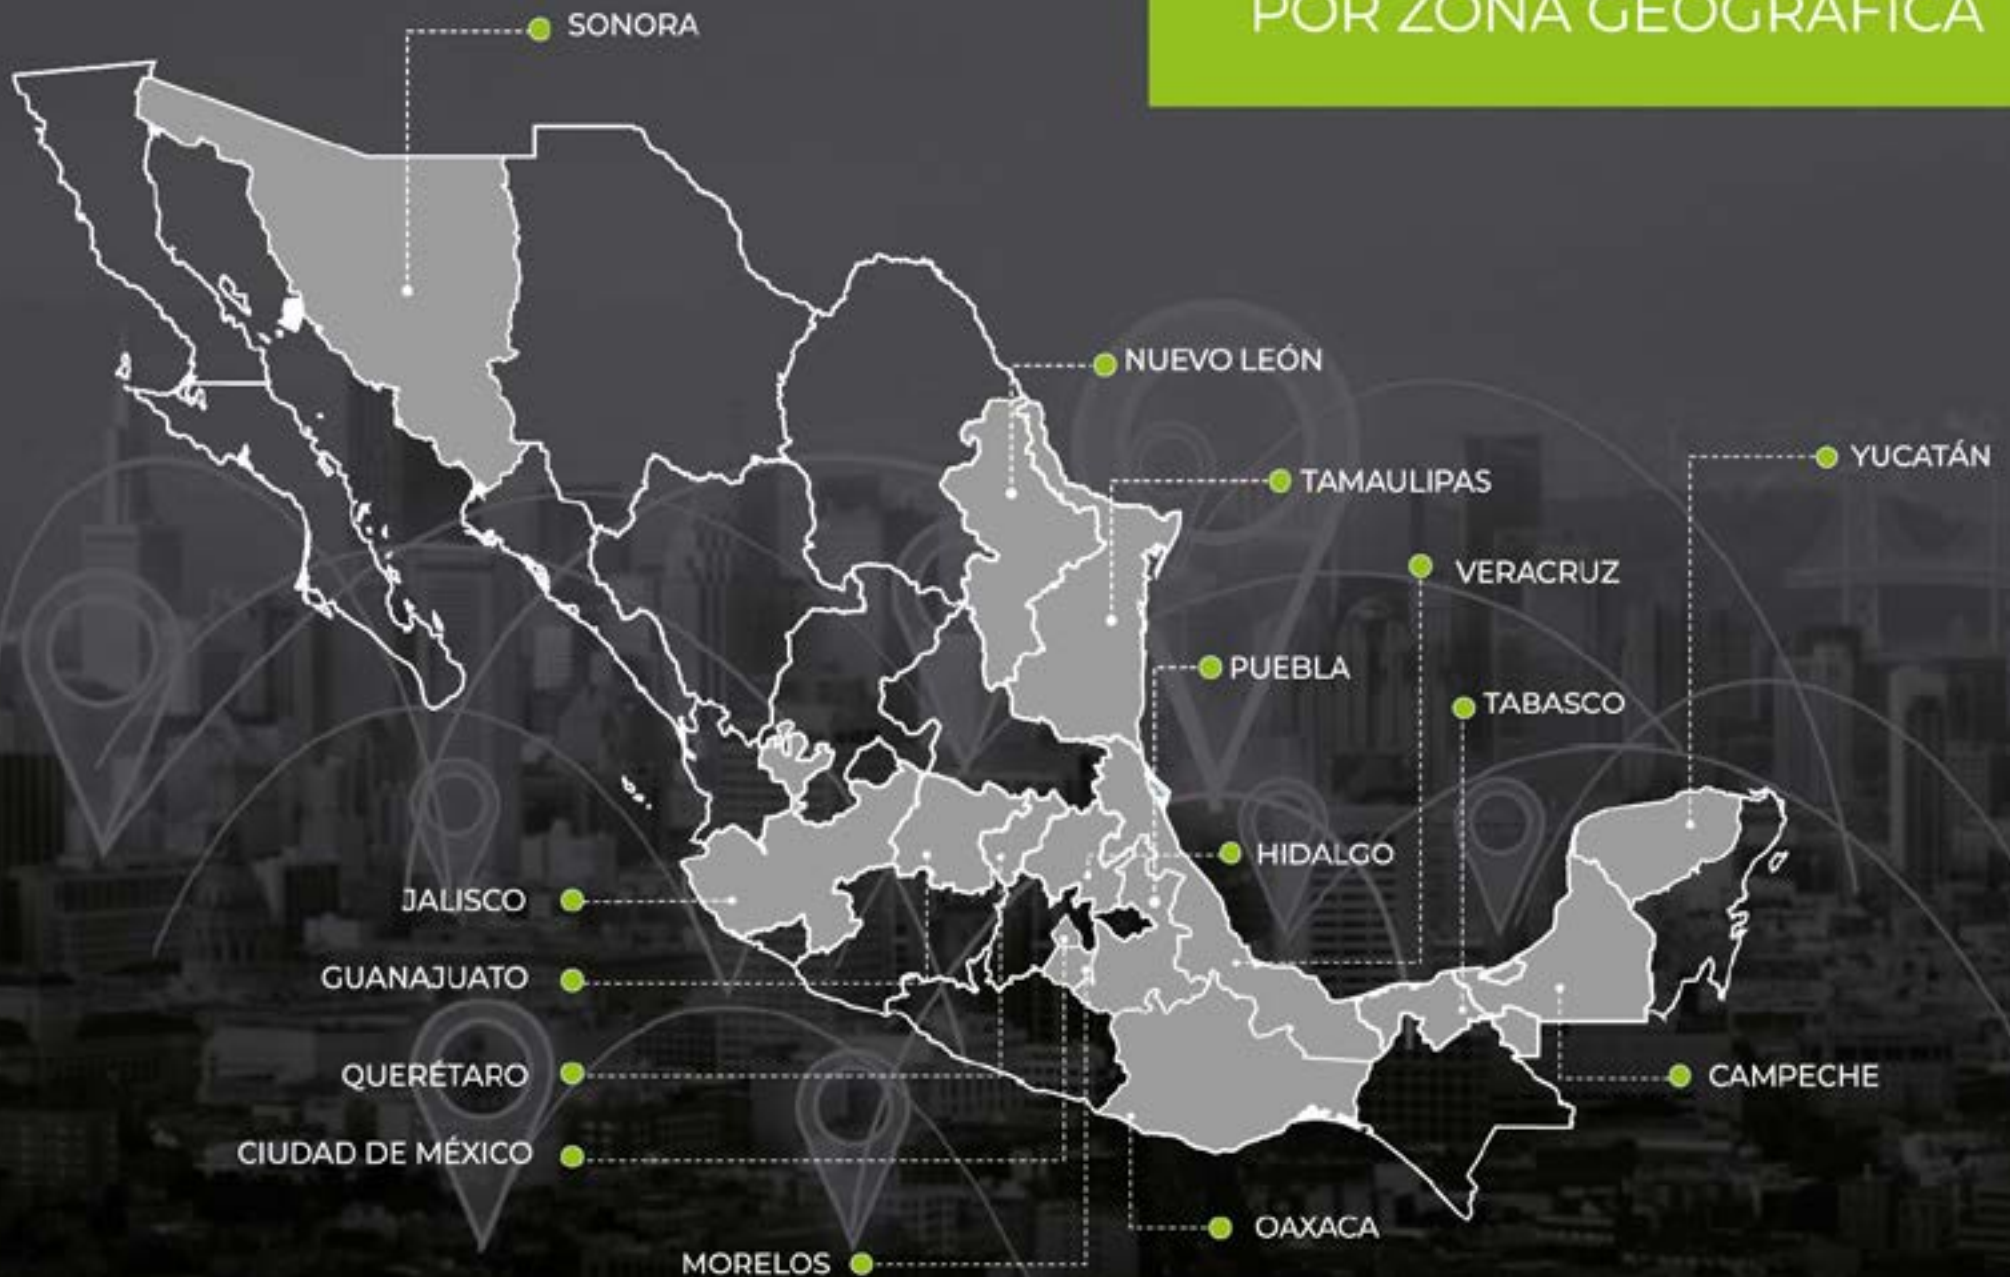 POR ZONA GEOGRÁFICA
SONORA
NUEVO LEÓN
YUCATÁN
TAMAULIPAS
VERACRUZ
PUEBLA
TABASCO
HIDALGO
JALISCO
GUANAJUATO
QUERÉTARO
CAMPECHE
CIUDAD DE MÉXICO
OAXACA
MORELOS